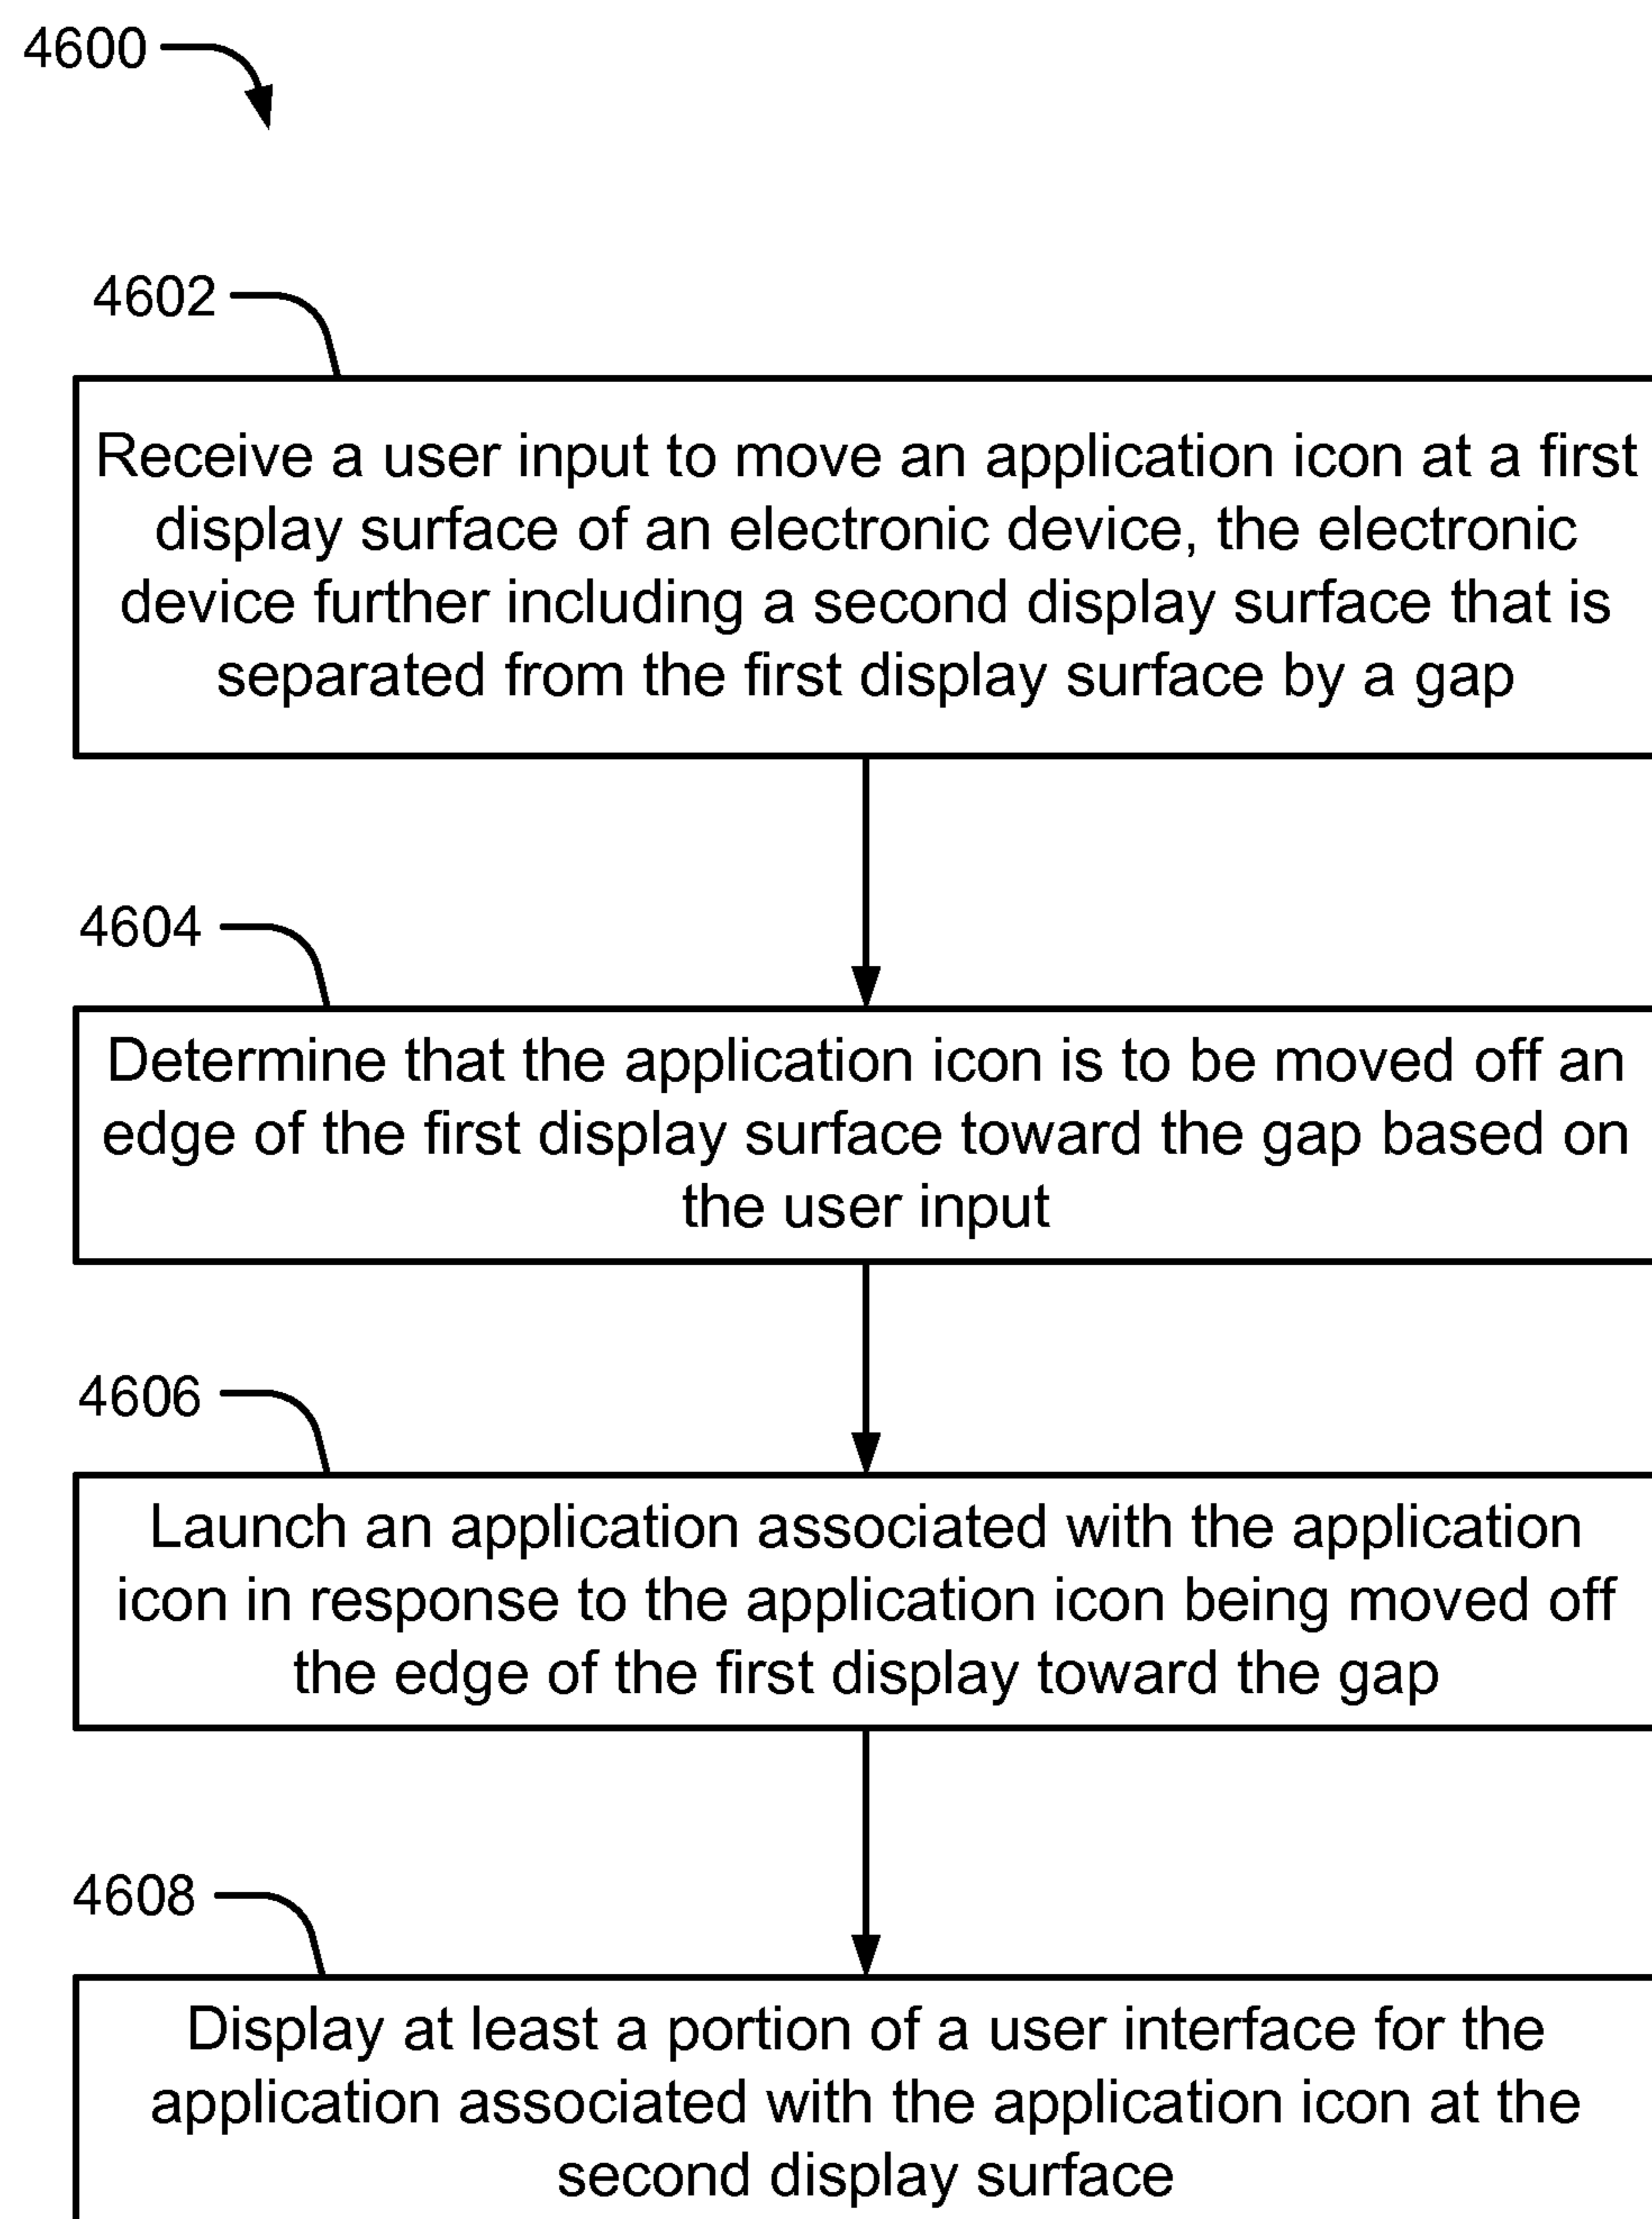 4600
4602
Receive a user input to move an application icon at a first
display surface of an electronic device, the electronic
device further including a second display surface that is
separated from the first display surface by a gap
4604
Determine that the application icon is to be moved off an
edge of the first display surface toward the gap based on
the user input
4606
Launch an application associated with the application
icon in response to the application icon being moved off
the edge of the first display toward the gap
4608
Display at least a portion of a user interface for the
application associated with the application icon at the
second display surface